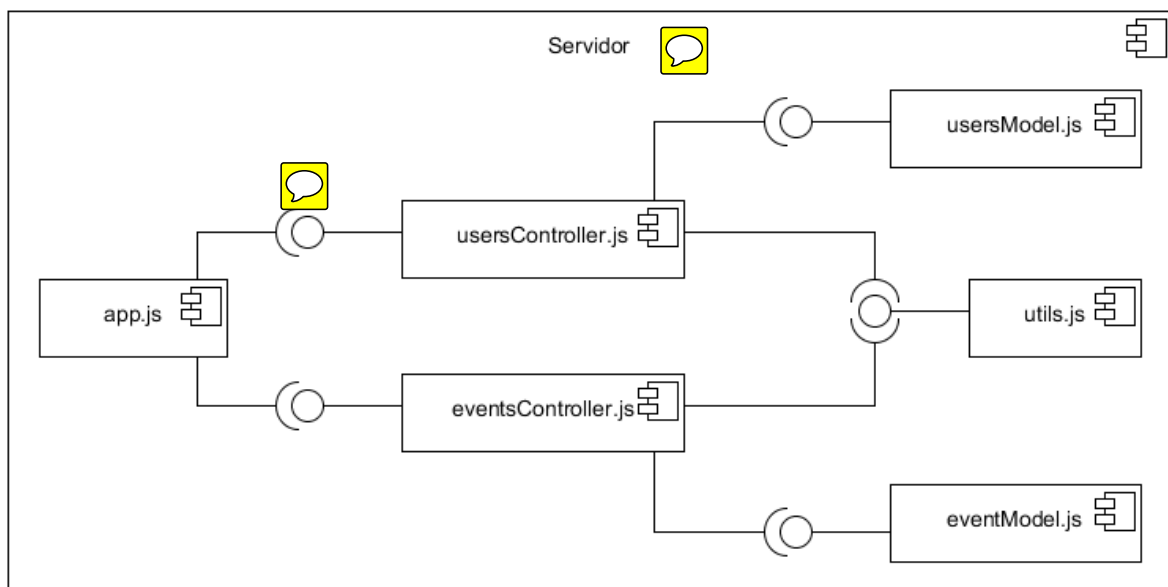 Servidor
usersModel.js
usersController.js
app.js
utils.js
eventsController.js
eventModel.js